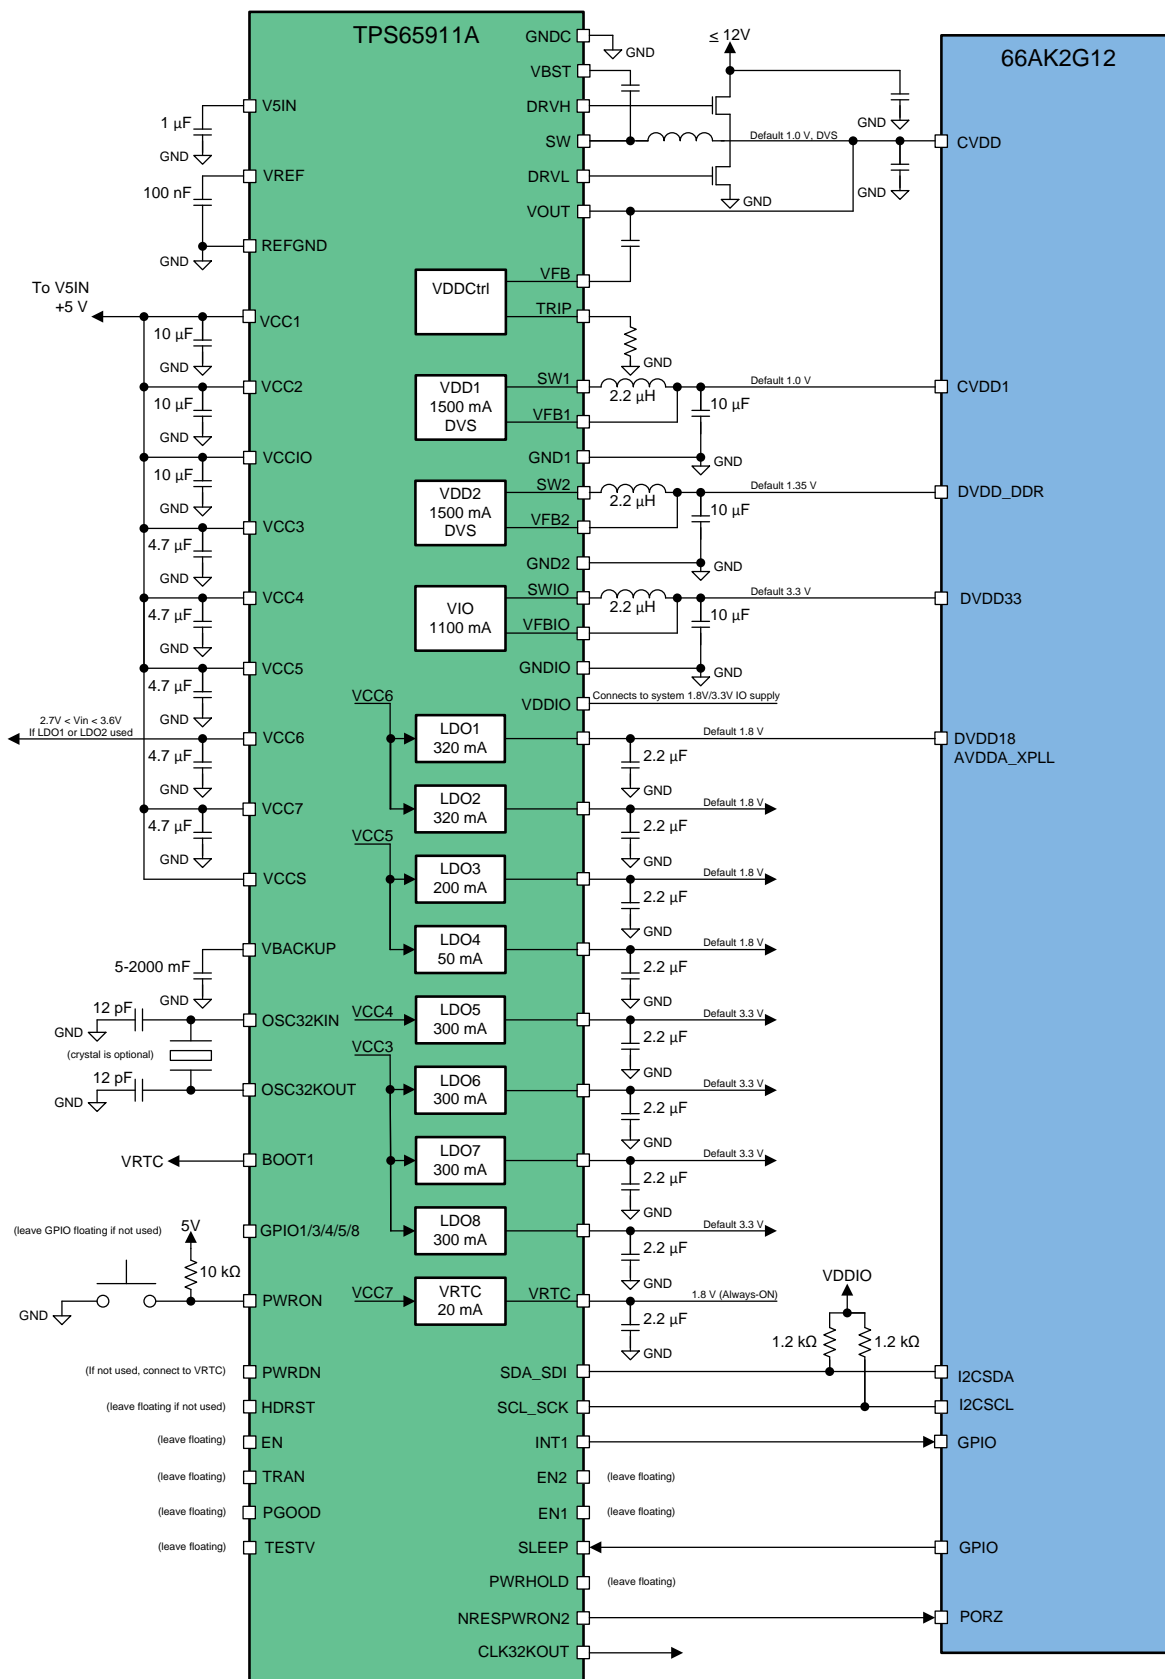 TPS65911A
66AK2G12
GNDC
GND
VBST
≤ 12V
V5IN
1 µF
GND
DRVH
GND
SW
Default 1.0 V, DVS
CVDD
VREF
100 nF
DRVL
GND
GND
VOUT
REFGND
GND
VDDCtrl
VFB
TRIP
GND
To V5IN
+5 V
VCC1
10 µF
GND
VCC2
10 µF
GND
VDD1
1500 mA
DVS
SW1
2.2 µH
VFB1
10 µF
Default 1.0 V
CVDD1
VCCIO
10 µF
GND
GND1
GND
VDD2
1500 mA
DVS
SW2
2.2 µH
VFB2
10 µF
Default 1.35 V
DVDD_DDR
VCC3
4.7 µF
GND
GND2
GND
VCC4
4.7 µF
GND
VIO
1100 mA
SWIO
2.2 µH
VFBIO
10 µF
Default 3.3 V
DVDD33
VCC5
4.7 µF
GND
GNDIO
GND
VDDIO
Connects to system 1.8V/3.3V IO supply
2.7V < Vin < 3.6V
If LDO1 or LDO2 used
VCC6
4.7 µF
GND
VCC6
LDO1
320 mA
Default 1.8 V
2.2 µF
GND
DVDD18
AVDDA_XPLL
VCC7
4.7 µF
GND
LDO2
320 mA
Default 1.8 V
2.2 µF
GND
VCCS
VCC5
LDO3
200 mA
Default 1.8 V
2.2 µF
GND
VBACKUP
5-2000 mF
GND
LDO4
50 mA
Default 1.8 V
2.2 µF
GND
12 pF
GND
OSC32KIN
(crystal is optional)
VCC4
LDO5
300 mA
Default 3.3 V
2.2 µF
GND
12 pF
GND
OSC32KOUT
VCC3
LDO6
300 mA
Default 3.3 V
2.2 µF
GND
VRTC
BOOT1
LDO7
300 mA
Default 3.3 V
2.2 µF
GND
(leave GPIO floating if not used)
5V
GPIO1/3/4/5/8
LDO8
300 mA
Default 3.3 V
2.2 µF
GND
10 kΩ
GND
PWRON
VCC7
VRTC
20 mA
VRTC
1.8 V (Always-ON)
2.2 µF
GND
VDDIO
1.2 kΩ
1.2 kΩ
(If not used, connect to VRTC)
PWRDN
SDA_SDI
I2CSDA
(leave floating if not used)
HDRST
SCL_SCK
I2CSCL
(leave floating)
EN
INT1
GPIO
(leave floating)
TRAN
EN2
(leave floating)
(leave floating)
PGOOD
EN1
(leave floating)
(leave floating)
TESTV
SLEEP
GPIO
PWRHOLD
(leave floating)
NRESPWRON2
PORZ
CLK32KOUT